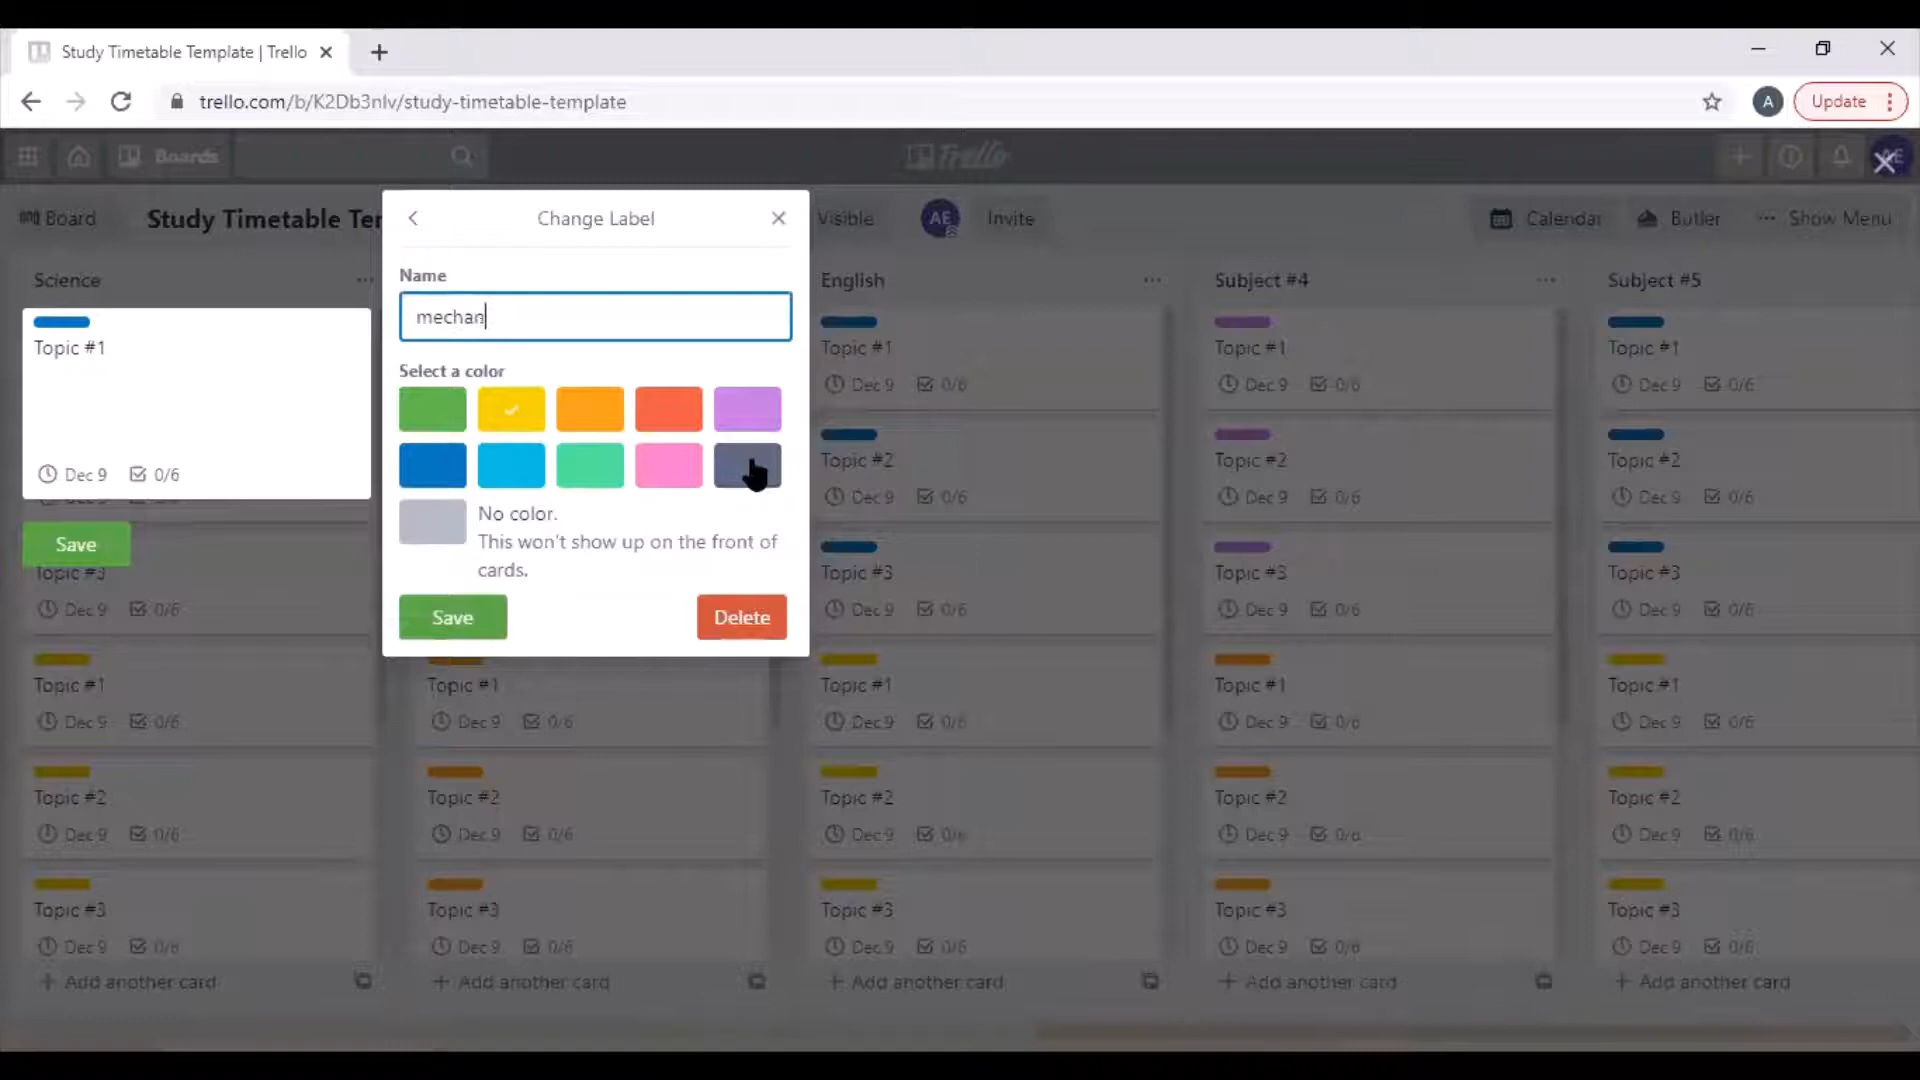 Study Timetable Template | Trello
trello.com/b/K2Db3nlv/study-timetable-template
A
Update
Boards
Trello
Board
Study Timetable Ter
Visible
AE
Invite
Calendar
Butler
Show Menu
Change Label
Name
mechan
Select a color
No color.
This won't show up on the front of
cards.
Save
Delete
Science
Topic #1
Dec 9
0/6
Save
Topic #3
Dec 9 0/6
Topic #1
Dec 9 0/6
Topic #2
Dec 9 0/6
Topic #3
Dec 9 0/6
+ Add another card
Topic #1
Dec 9 0/6
Topic #2
Dec 9 0/6
Topic #3
Dec 9 0/6
+ Add another card
English
Topic #1
Dec 9 0/6
Topic #2
Dec 9 0/6
Topic #3
Dec 9 0/6
Topic #1
Dec 9 0/6
Topic #2
Dec 9 0/6
Topic #3
Dec 9 0/6
+ Add another card
Subject #4
Topic #1
Dec 9 0/6
Topic #2
Dec 9 0/6
Topic #3
Dec 9 0/6
Topic #1
Dec 9 0/6
Topic #2
Dec 9 0/6
Topic #3
Dec 9 0/6
+ Add another card
Subject #5
Topic #1
Dec 9 0/6
Topic #2
Dec 9 0/6
Topic #3
Dec 9 0/6
Topic #1
Dec 9 0/6
Topic #2
Dec 9 0/6
Topic #3
Dec 9 0/6
+ Add another card